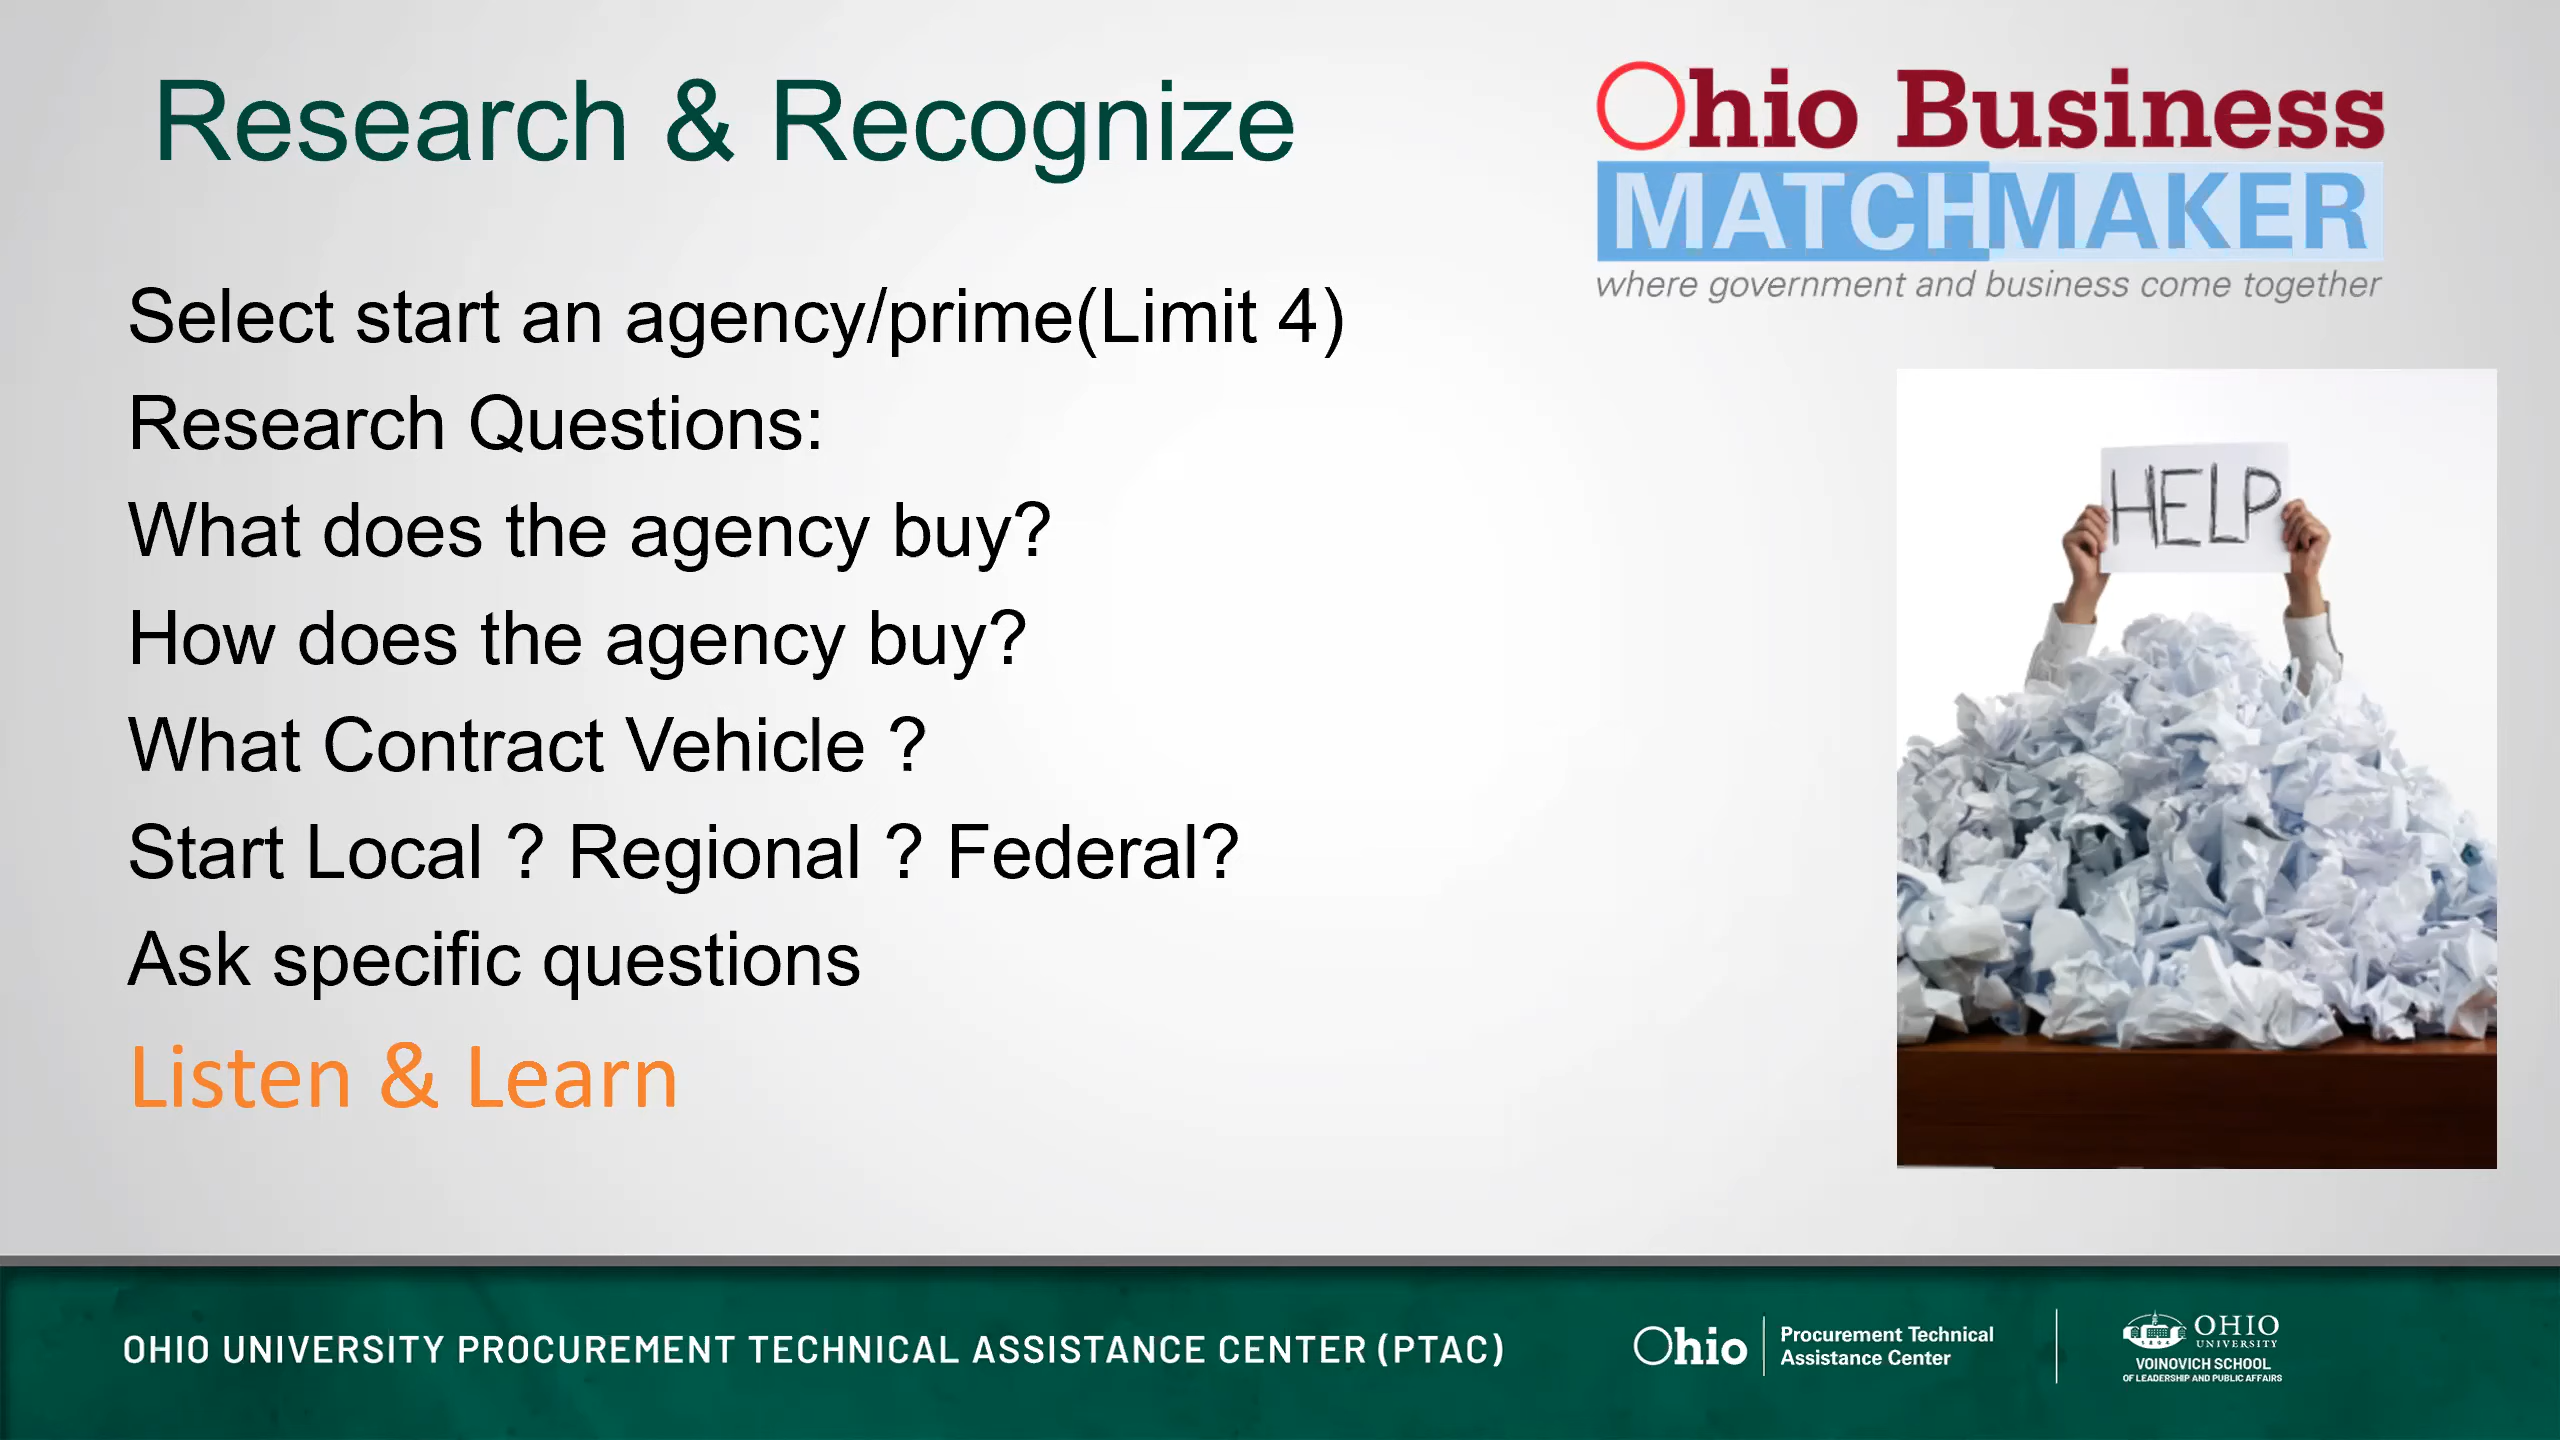 Research & Recognize
Ohio Business
MATCHMAKER
where government and business come together
Select start an agency/prime(Limit 4)
Research Questions:
What does the agency buy?
How does the agency buy?
What Contract Vehicle ?
Start Local ? Regional ? Federal?
Ask specific questions
Listen & Learn
HELP
OHIO UNIVERSITY PROCUREMENT TECHNICAL ASSISTANCE CENTER (PTAC)
Ohio
Procurement Technical
Assistance Center
OHIO
UNIVERSITY
VOINOVICH SCHOOL
OF LEADERSHIP AND PUBLIC AFFAIRS